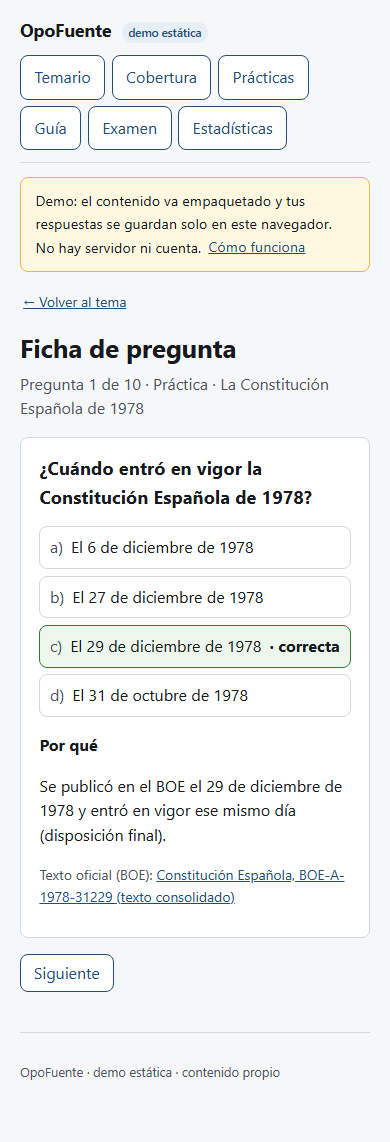 OpoFuente demo estática
Temario Cobertura Prácticas
Guía Examen Estadísticas
Demo: el contenido va empaquetado y tus
respuestas se guardan solo en este navegador.
No hay servidor ni cuenta. Cómo funciona
← Volver al tema
Ficha de pregunta
Pregunta 1 de 10 · Práctica · La Constitución
Española de 1978
¿Cuándo entró en vigor la
Constitución Española de 1978?
a) El 6 de diciembre de 1978
b) El 27 de diciembre de 1978
c) El 29 de diciembre de 1978 · correcta
d) El 31 de octubre de 1978
Por qué
Se publicó en el BOE el 29 de diciembre de
1978 y entró en vigor ese mismo día
(disposición final).
Texto oficial (BOE): Constitución Española, BOE-A-
1978-31229 (texto consolidado)
Siguiente
OpoFuente · demo estática · contenido propio